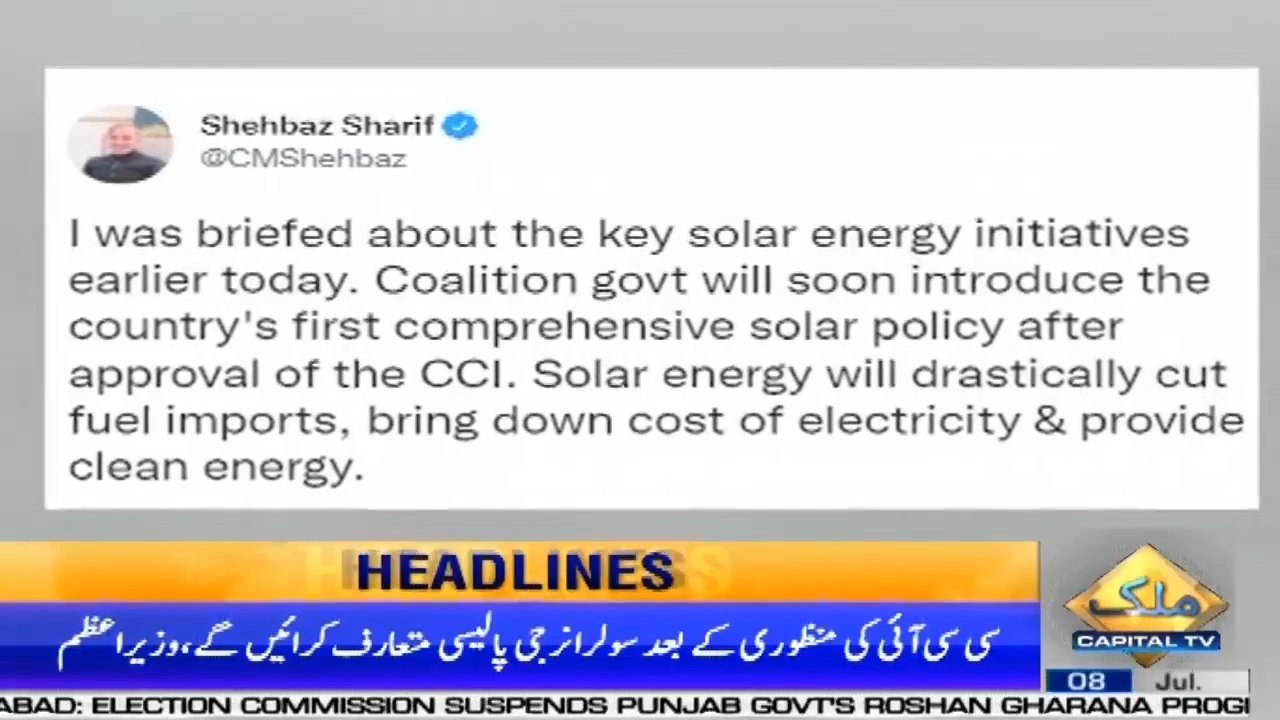 Shehbaz Sharif
@CMShehbaz
I was briefed about the key solar energy initiatives
earlier today. Coalition govt will soon introduce the
country's first comprehensive solar policy after
approval of the CCI. Solar energy will drastically cut
fuel imports, bring down cost of electricity & provide
clean energy.
HEADLINES
سی سی آئی کی منظوری کے بعد سولر انرجی پالیسی متعارف کرائیں گے، وزیراعظم
ملک
CAPITAL TV
08 Jul.
ABAD: ELECTION COMMISSION SUSPENDS PUNJAB GOVT'S ROSHAN GHARANA PROGI